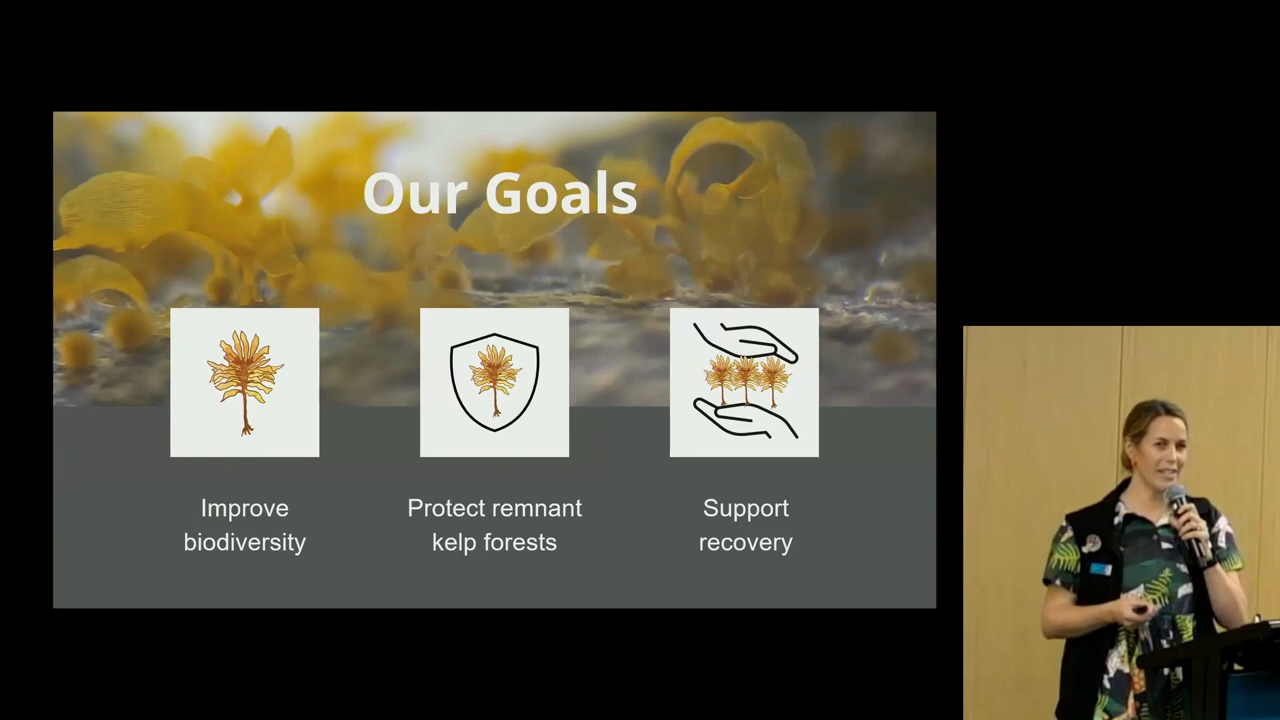 Our Goals
Improve
biodiversity
Protect remnant
kelp forests
Support
recovery